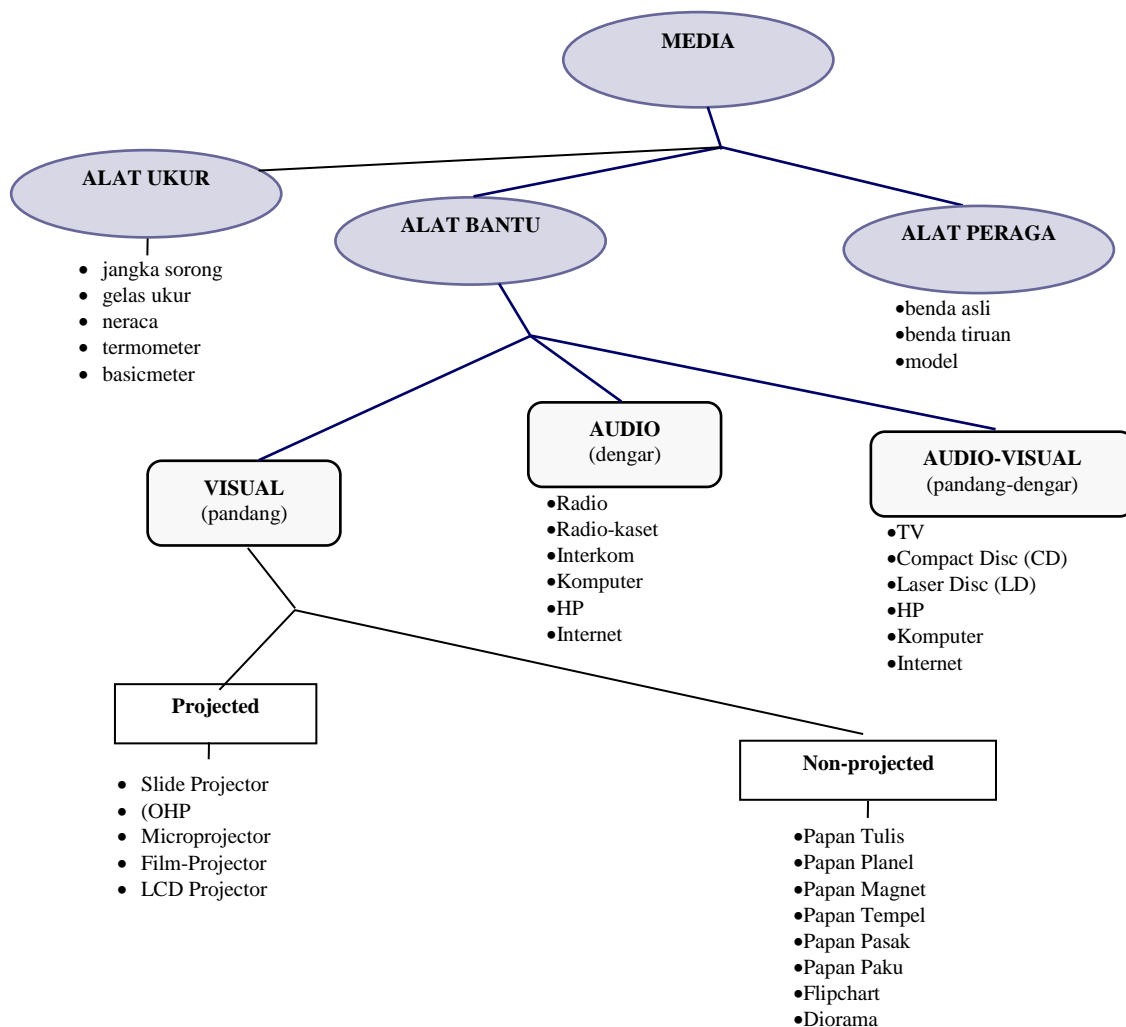 MEDIA
ALAT UKUR
• jangka sorong
• gelas ukur
• neraca
• termometer
• basicmeter
ALAT BANTU
ALAT PERAGA
•benda asli
•benda tiruan
•model
VISUAL
(pandang)
AUDIO
(dengar)
•Radio
•Radio-kaset
•Interkom
•Komputer
•HP
•Internet
AUDIO-VISUAL
(pandang-dengar)
•TV
•Compact Disc (CD)
•Laser Disc (LD)
•HP
•Komputer
•Internet
Projected
• Slide Projector
• (OHP
• Microprojector
• Film-Projector
• LCD Projector
Non-projected
•Papan Tulis
•Papan Planel
•Papan Magnet
•Papan Tempel
•Papan Pasak
•Papan Paku
•Flipchart
•Diorama